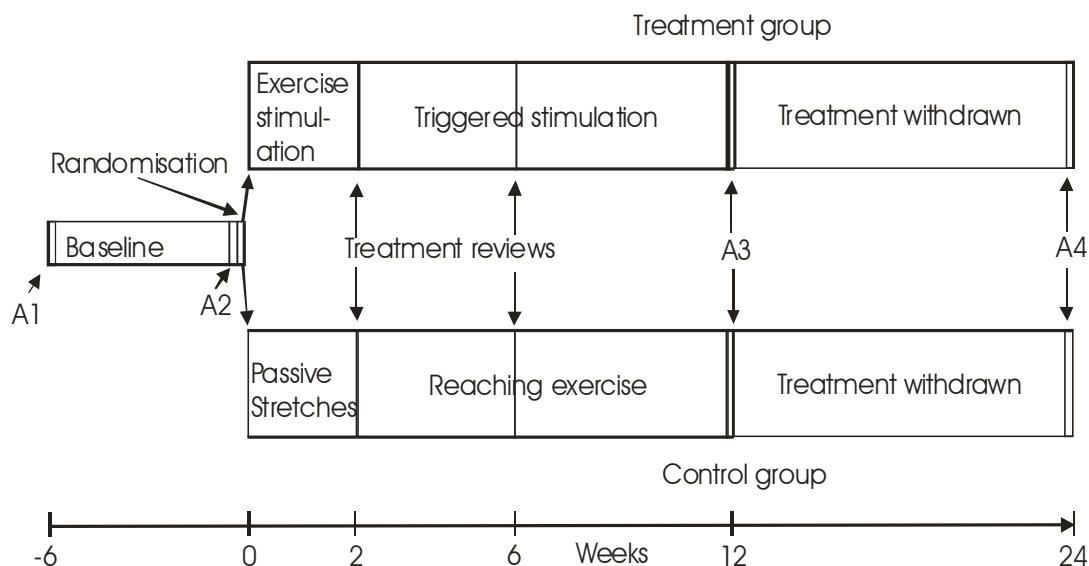 Treatment group
Exercise
stimul-
ation
Triggered stimulation
Treatment withdrawn
Randomisation
Baseline
A1
A2
Treatment reviews
A3
A4
Passive
Stretches
Reaching exercise
Treatment withdrawn
Control group
-6
0
2
6
Weeks
12
24